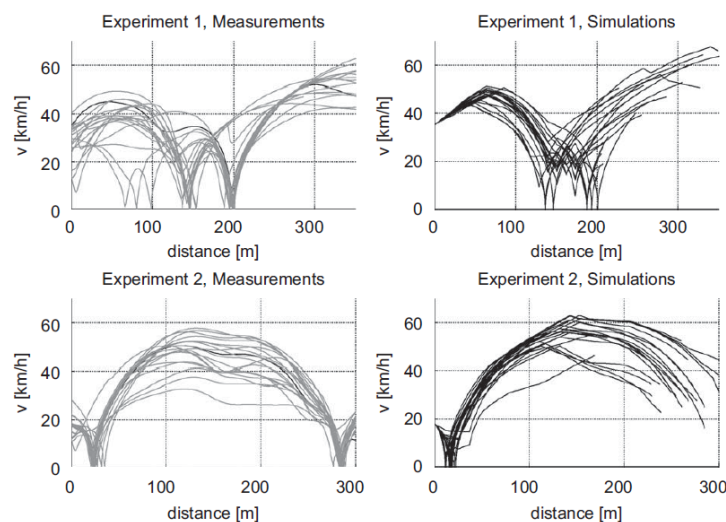 Experiment 1, Measurements
v [km/h]
60
40
20
0
0 100 200 300
distance [m]
Experiment 1, Simulations
v [km/h]
60
40
20
0
0 100 200 300
distance [m]
Experiment 2, Measurements
v [km/h]
60
40
20
0
0 100 200 300
distance [m]
Experiment 2, Simulations
v [km/h]
60
40
20
0
0 100 200 300
distance [m]